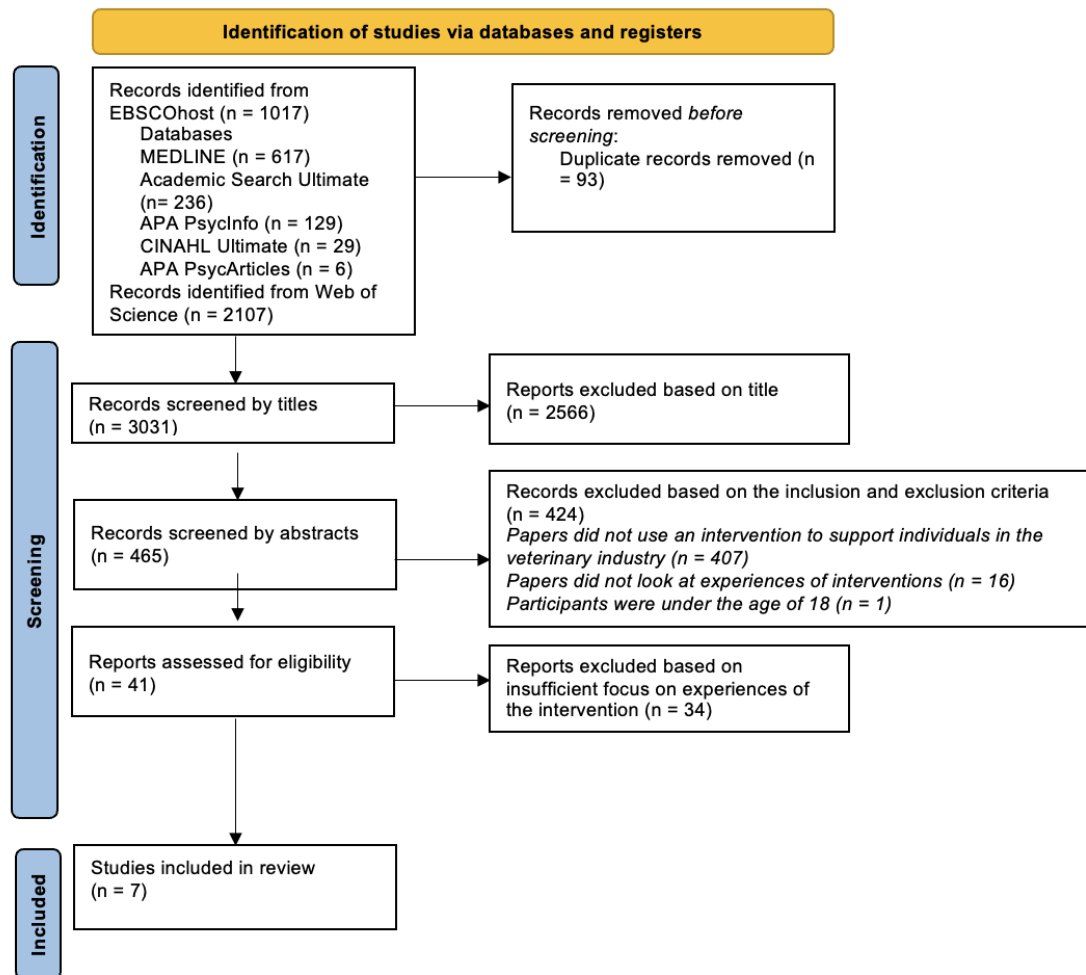 Identification of studies via databases and registers
Identification
Records identified from
EBSCOhost (n = 1017)
Databases
MEDLINE (n = 617)
Academic Search Ultimate
(n= 236)
APA PsycInfo (n = 129)
CINAHL Ultimate (n = 29)
APA PsycArticles (n = 6)
Records identified from Web of
Science (n = 2107)
Records removed before
screening:
Duplicate records removed (n
= 93)
Screening
Records screened by titles
(n = 3031)
Reports excluded based on title
(n = 2566)
Records screened by abstracts
(n = 465)
Records excluded based on the inclusion and exclusion criteria
(n = 424)
Papers did not use an intervention to support individuals in the
veterinary industry (n = 407)
Papers did not look at experiences of interventions (n = 16)
Participants were under the age of 18 (n = 1)
Reports assessed for eligibility
(n = 41)
Reports excluded based on
insufficient focus on experiences of
the intervention (n = 34)
Included
Studies included in review
(n = 7)